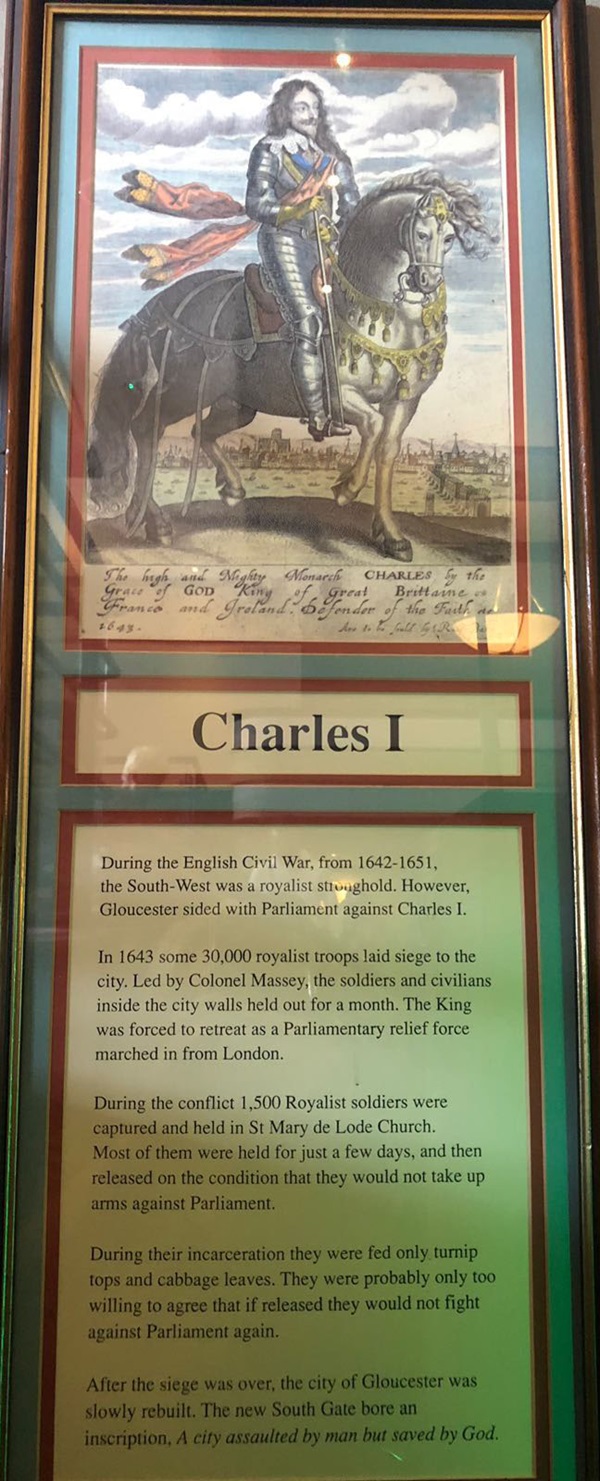 The high and Mighty Monarch CHARLES by the
Grace of GOD King of Great Brittaine
France and Ireland. Defender of the Faith
1643. Are to be sould by
Charles I
During the English Civil War, from 1642-1651,
the South-West was a royalist stronghold. However,
Gloucester sided with Parliament against Charles I.
In 1643 some 30,000 royalist troops laid siege to the
city. Led by Colonel Massey, the soldiers and civilians
inside the city walls held out for a month. The King
was forced to retreat as a Parliamentary relief force
marched in from London.
During the conflict 1,500 Royalist soldiers were
captured and held in St Mary de Lode Church.
Most of them were held for just a few days, and then
released on the condition that they would not take up
arms against Parliament.
During their incarceration they were fed only turnip
tops and cabbage leaves. They were probably only too
willing to agree that if released they would not fight
against Parliament again.
After the siege was over, the city of Gloucester was
slowly rebuilt. The new South Gate bore an
inscription, A city assaulted by man but saved by God.